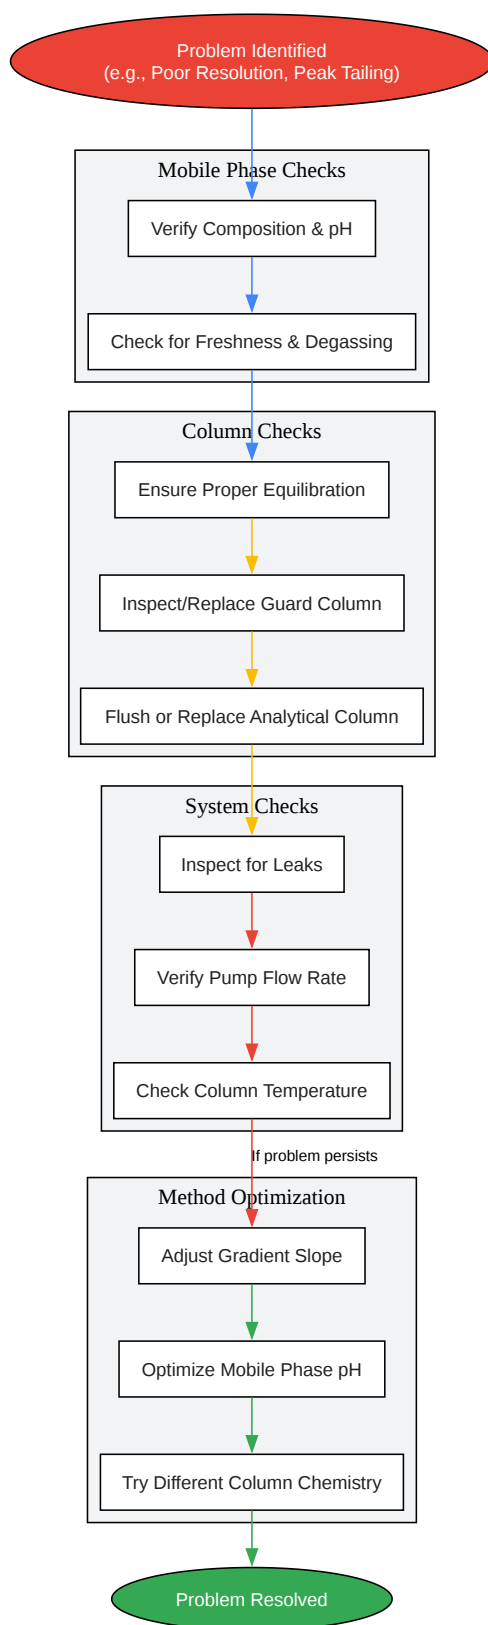 Problem Identified
(e.g., Poor Resolution, Peak Tailing)
Mobile Phase Checks
Verify Composition & pH
Check for Freshness & Degassing
Column Checks
Ensure Proper Equilibration
Inspect/Replace Guard Column
Flush or Replace Analytical Column
System Checks
Inspect for Leaks
Verify Pump Flow Rate
Check Column Temperature
If problem persists
Method Optimization
Adjust Gradient Slope
Optimize Mobile Phase pH
Try Different Column Chemistry
Problem Resolved